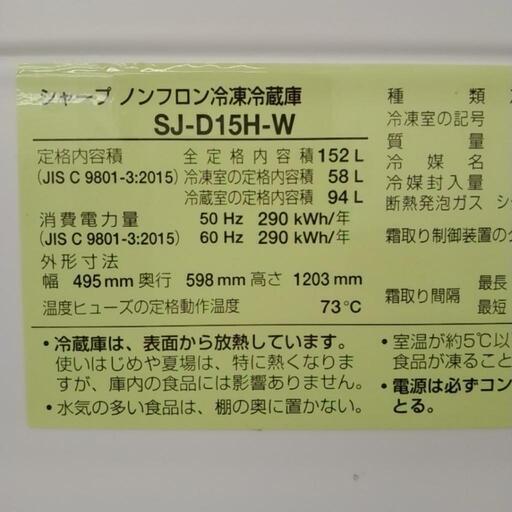 シャープ ノンフロン冷凍冷蔵庫
SJ-D15H-W
定格内容積 全定格内容積 152 L
(JIS C 9801-3:2015) 冷凍室の定格内容積 58 L
冷蔵室の定格内容積 94 L
消費電力量 50 Hz 290 kWh/年
(JIS C 9801-3:2015) 60 Hz 290 kWh/年
外形寸法
幅 495 mm 奥行 598 mm 高さ 1203 mm
温度ヒューズの定格動作温度 73℃
・冷蔵庫は、表面から放熱しています。
使いはじめや夏場は、特に熱くなりま
すが、庫内の食品には影響ありません。
・水気の多い食品は、棚の奥に置かない。
種類
冷凍室の記号
質量
冷媒名
冷媒封入量
断熱発泡ガス シ
霜取り制御装置の
霜取り間隔 最長
最短
・室温が約5℃以
食品が凍ること
・電源は必ずコン
とる。